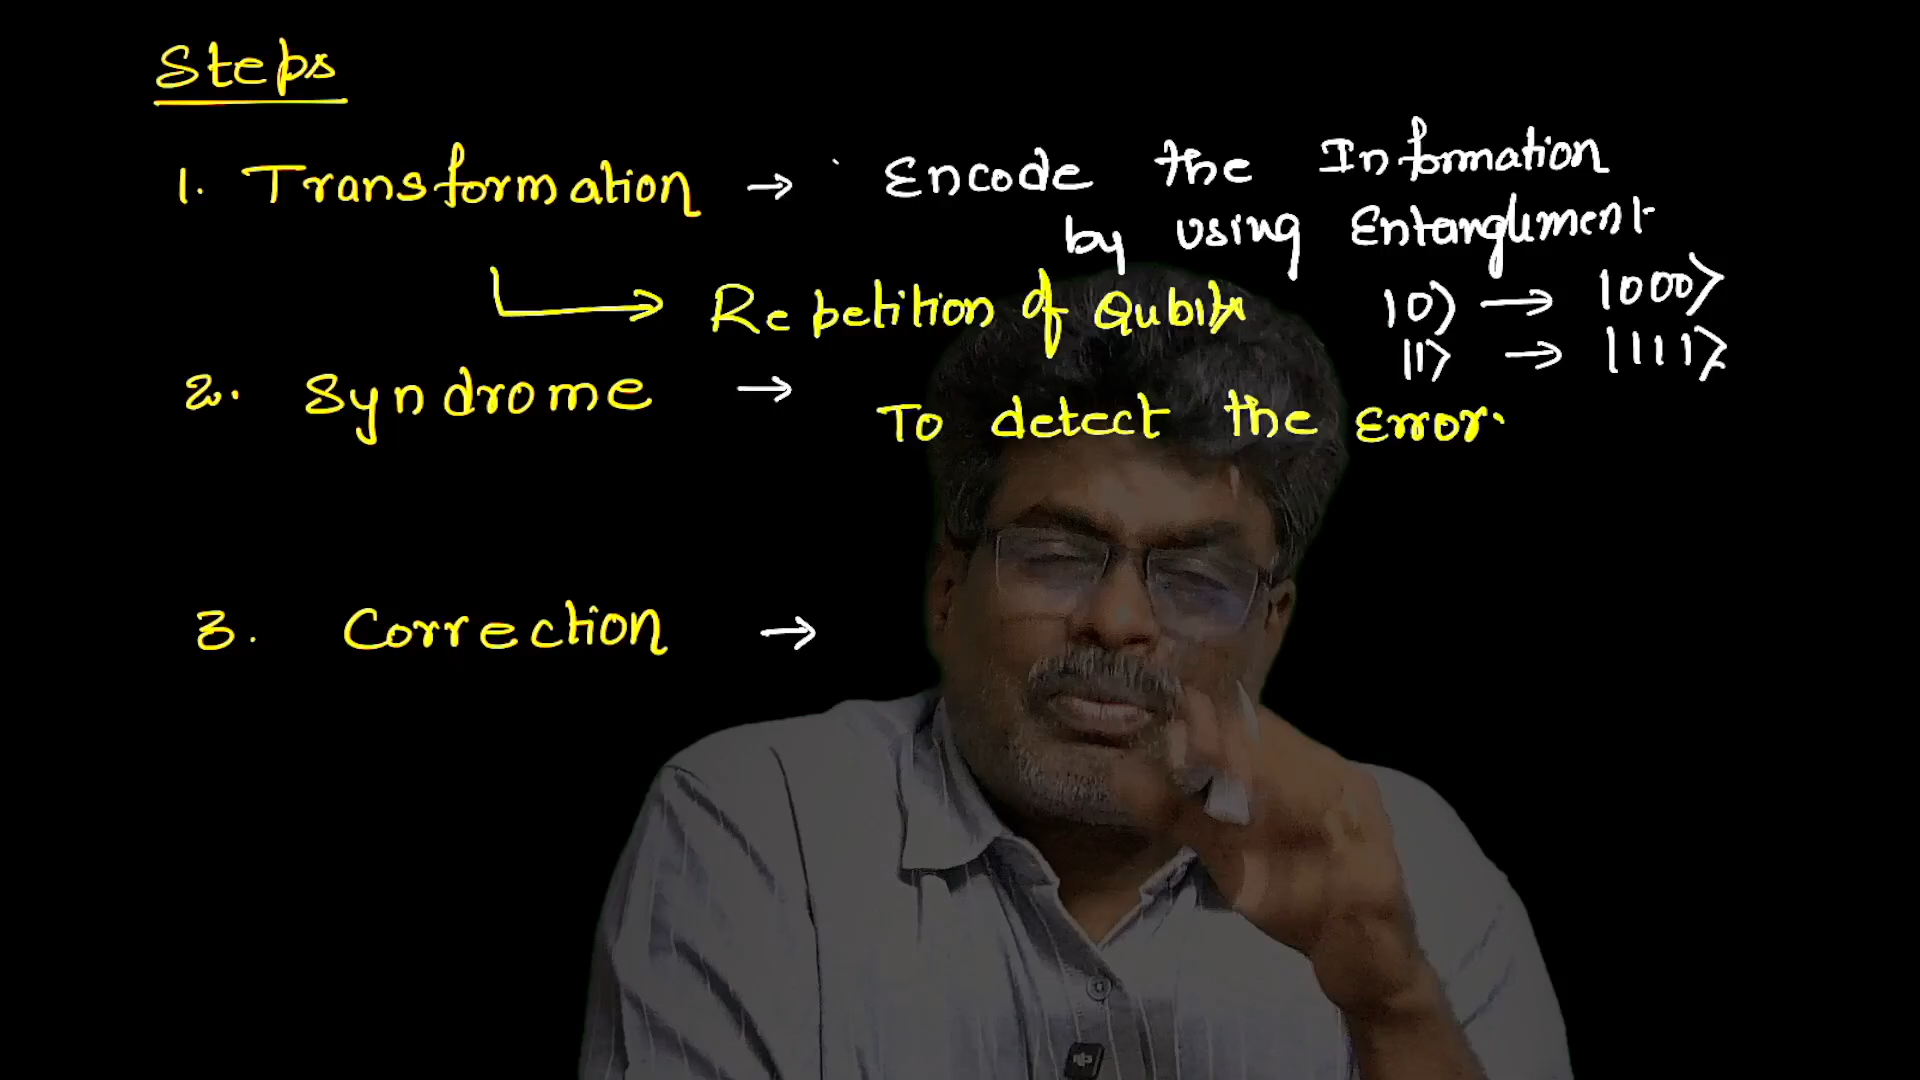 Steps
1. Transformation → Encode the Information
by using Entanglement
Repetition of Qubits |0⟩ → |000⟩
|1⟩ → |111⟩
2. Syndrome →
To detect the Error.
3. Correction →